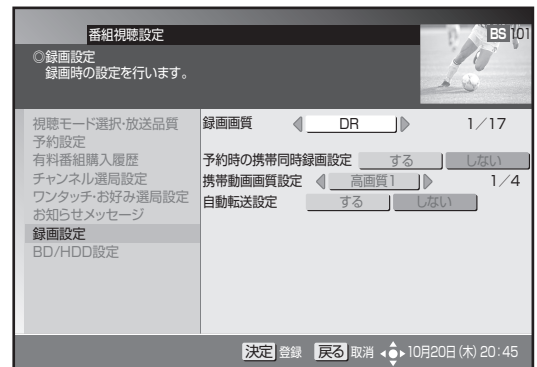 番組視聴設定
BS 101
◎録画設定
録画時の設定を行います。
視聴モード選択・放送品質
予約設定
有料番組購入履歴
チャンネル選局設定
ワンタッチ・お好み選局設定
お知らせメッセージ
録画設定
BD/HDD設定
録画画質 DR 1/17
予約時の携帯同時録画設定 する しない
携帯動画画質設定 高画質1 1/4
自動転送設定 する しない
決定 登録 戻る 取消 10月20日(木)20:45